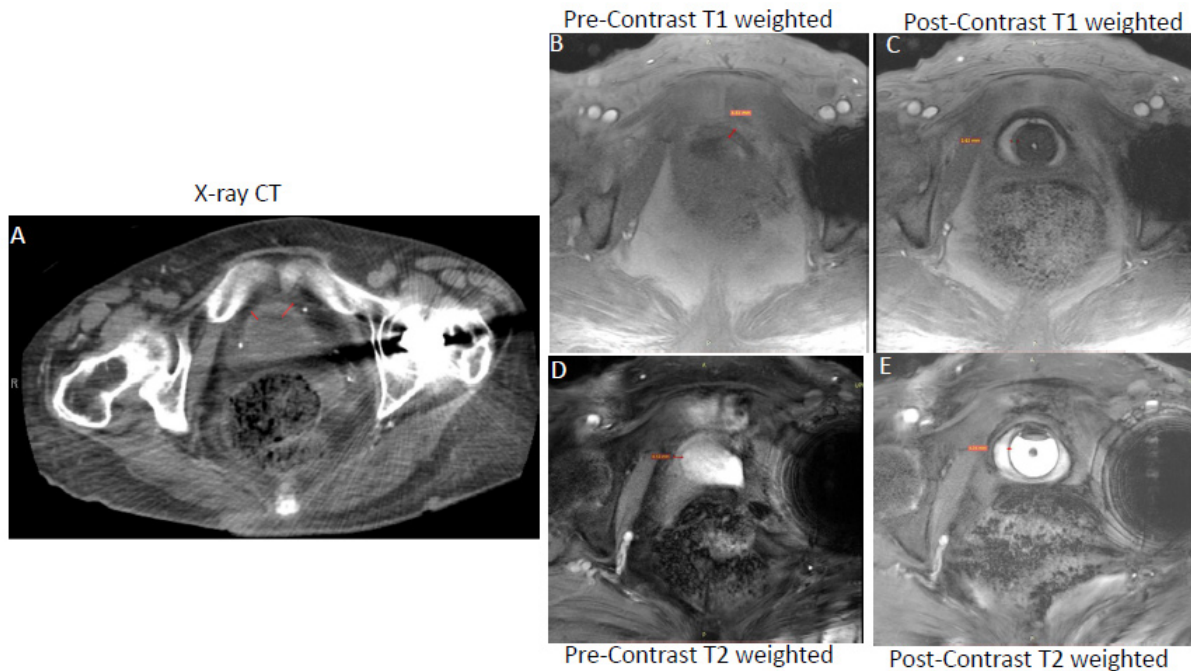 Pre-Contrast T1 weighted
Post-Contrast T1 weighted
B
C
X-ray CT
A
R
D
E
Pre-Contrast T2 weighted
Post-Contrast T2 weighted